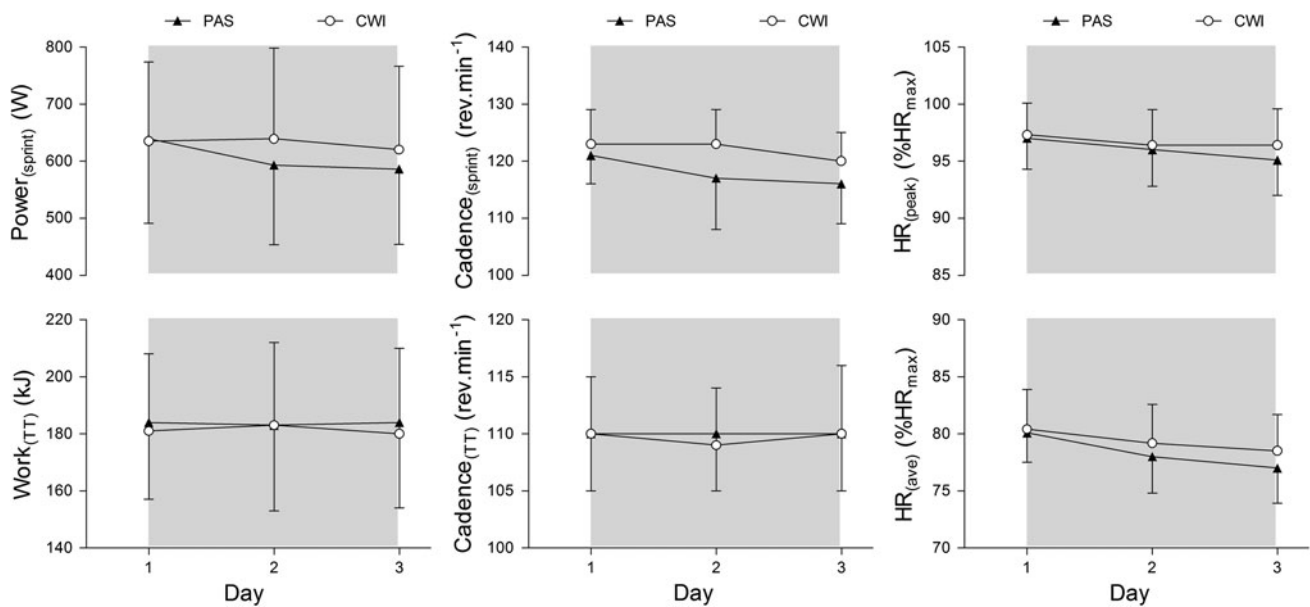 PAS CWI
Power(sprint) (W)
800
700
600
500
400
PAS CWI
Cadence(sprint) (rev.min⁻¹)
140
130
120
110
100
PAS CWI
HR(peak) (%HRmax)
105
100
95
90
85
Work(TT) (kJ)
220
200
180
160
140
1 2 3
Day
Cadence(TT) (rev.min⁻¹)
120
115
110
105
100
1 2 3
Day
HR(ave) (%HRmax)
90
85
80
75
70
1 2 3
Day